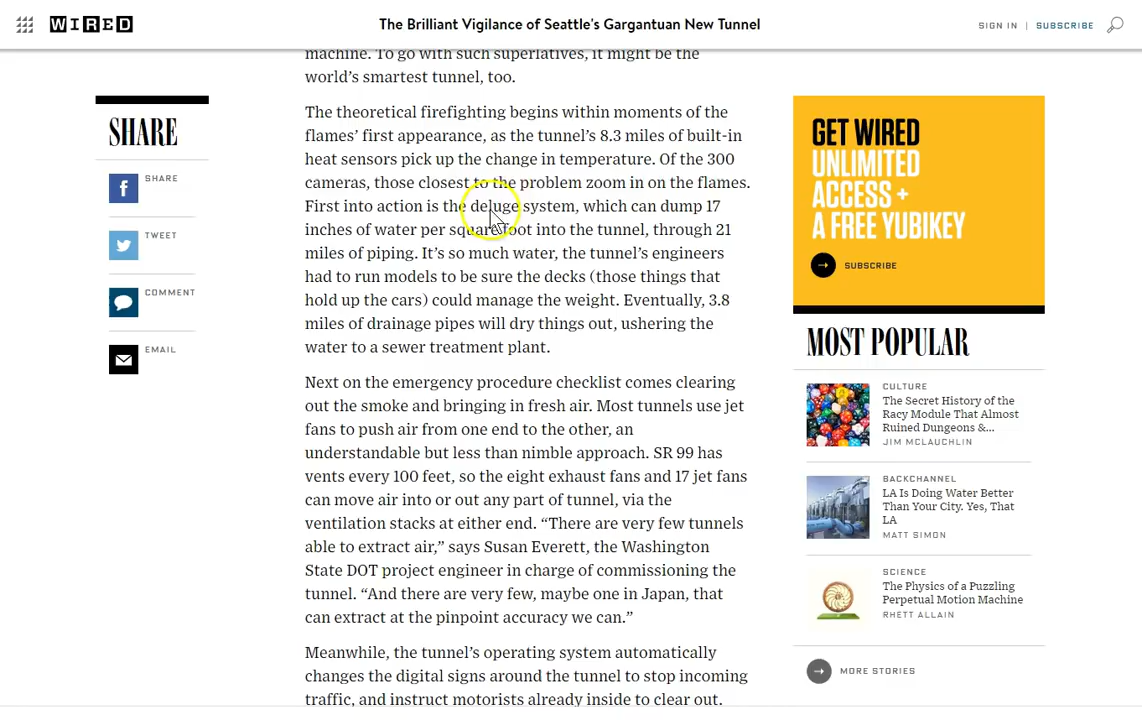 WIRED
The Brilliant Vigilance of Seattle's Gargantuan New Tunnel
SIGN IN | SUBSCRIBE
machine. To go with such superlatives, it might be the
world’s smartest tunnel, too.
The theoretical firefighting begins within moments of the
flames’ first appearance, as the tunnel’s 8.3 miles of built-in
heat sensors pick up the change in temperature. Of the 300
cameras, those closest to the problem zoom in on the flames.
First into action is the deluge system, which can dump 17
inches of water per square foot into the tunnel, through 21
miles of piping. It’s so much water, the tunnel’s engineers
had to run models to be sure the decks (those things that
hold up the cars) could manage the weight. Eventually, 3.8
miles of drainage pipes will dry things out, ushering the
water to a sewer treatment plant.
Next on the emergency procedure checklist comes clearing
out the smoke and bringing in fresh air. Most tunnels use jet
fans to push air from one end to the other, an
understandable but less than nimble approach. SR 99 has
vents every 100 feet, so the eight exhaust fans and 17 jet fans
can move air into or out any part of tunnel, via the
ventilation stacks at either end. “There are very few tunnels
able to extract air,” says Susan Everett, the Washington
State DOT project engineer in charge of commissioning the
tunnel. “And there are very few, maybe one in Japan, that
can extract at the pinpoint accuracy we can.”
Meanwhile, the tunnel’s operating system automatically
changes the digital signs around the tunnel to stop incoming
traffic, and instruct motorists already inside to clear out.
SHARE
SHARE
TWEET
COMMENT
EMAIL
GET WIRED
UNLIMITED
ACCESS +
A FREE YUBIKEY
SUBSCRIBE
MOST POPULAR
CULTURE
The Secret History of the
Racy Module That Almost
Ruined Dungeons &...
JIM MCLAUCHLIN
BACKCHANNEL
LA Is Doing Water Better
Than Your City. Yes, That
LA
MATT SIMON
SCIENCE
The Physics of a Puzzling
Perpetual Motion Machine
RHETT ALLAIN
MORE STORIES